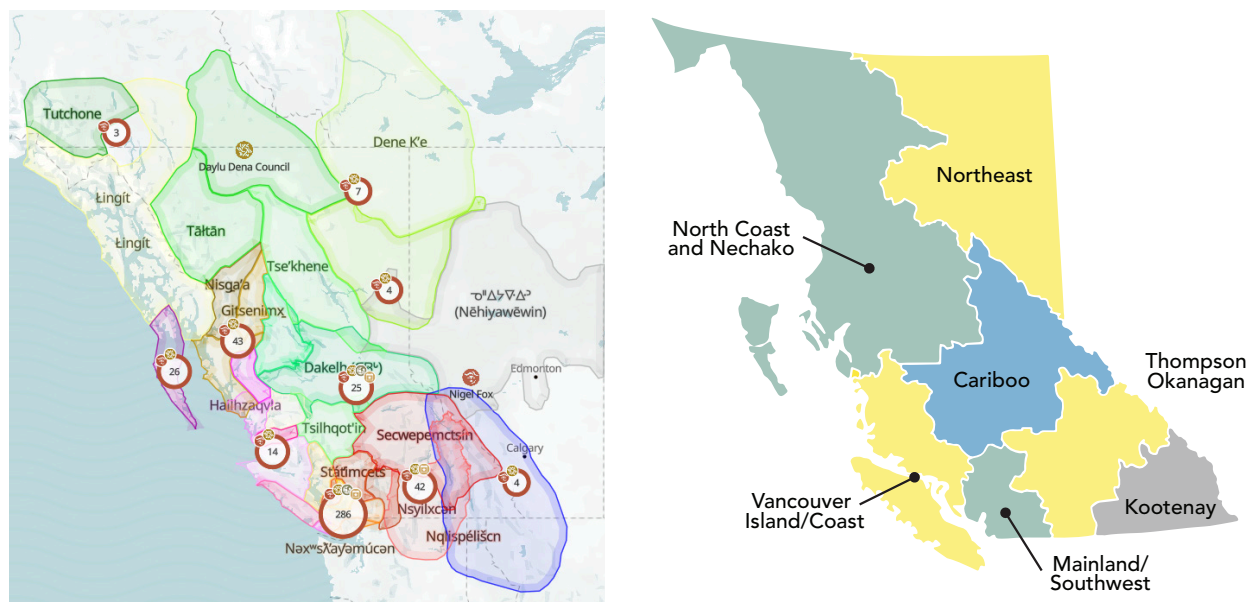 Tutchone
3
Dene K'e
Daylu Dena Council
7
Łingít
Łingít
Tāłtān
Tse'khene
Nisga'a
4
ᓀᐦᐃᔭᐍᐏᐣ
(Nēhiyawēwin)
Gitsenimx̱
43
26
Dakelh
25
Edmonton
Nigel Fox
Hailhzaqvla
Tsilhqot'in
Secwepemctsín
14
Calgary
Státimcets
42
4
286
Nsyilxcən
Nqlispélišcn
Nəxʷsƛ̕ay̓əmúcən
Northeast
North Coast
and Nechako
Cariboo
Thompson
Okanagan
Vancouver
Island/Coast
Kootenay
Mainland/
Southwest